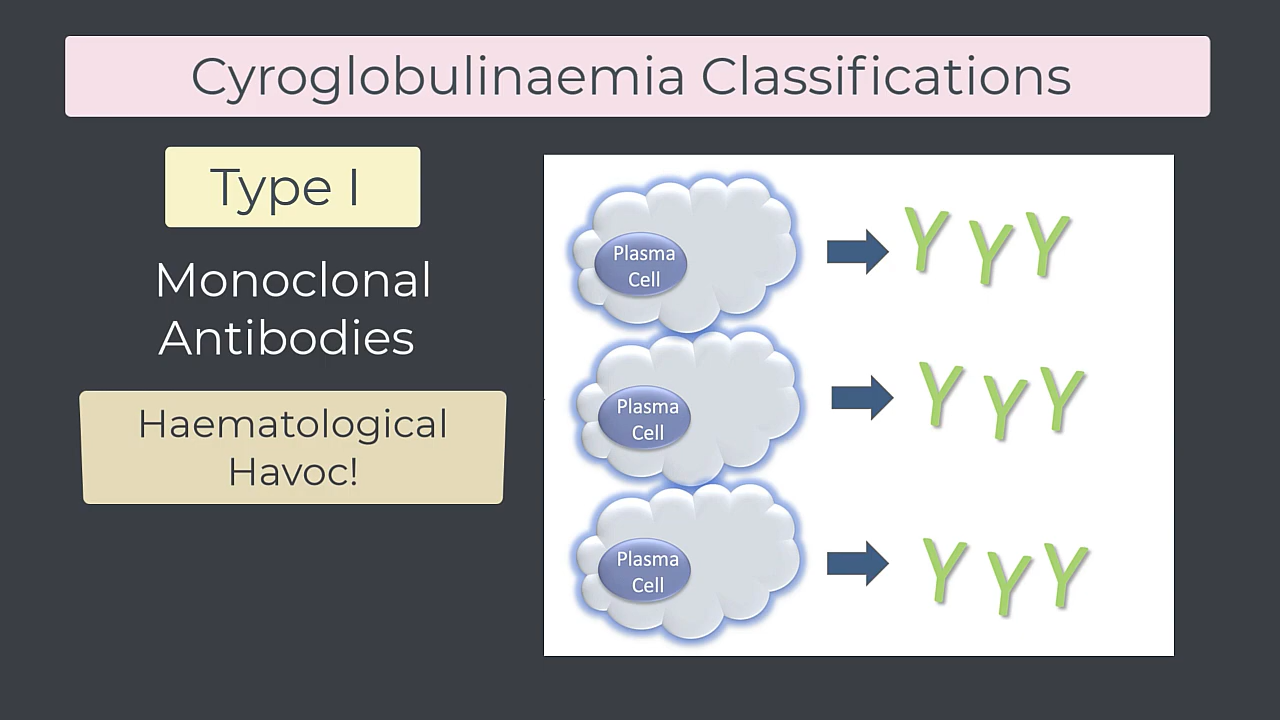 Cyroglobulinaemia Classifications
Type I
Monoclonal
Antibodies
Haematological
Havoc!
Plasma
Cell
Plasma
Cell
Plasma
Cell